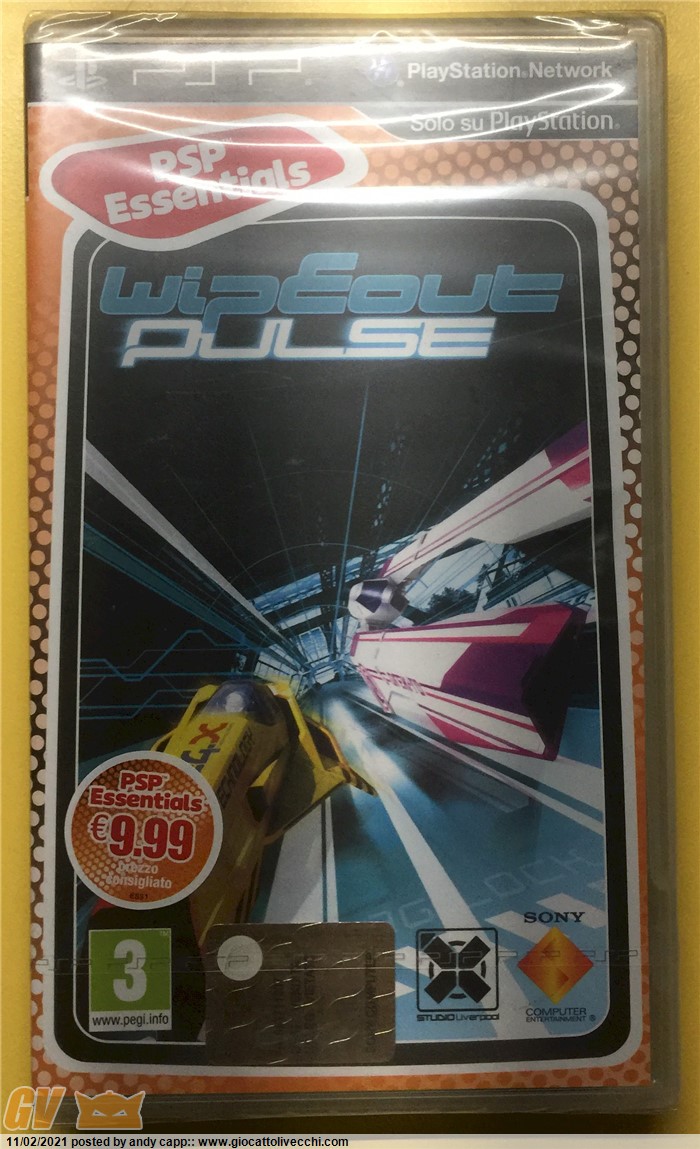 PSP
PlayStation®Network
Solo su PlayStation®
PSP™
Essentials
wipEout
PULSE
PSP
Essentials
€9.99
prezzo
consigliato
3
www.pegi.info
STUDIO Liverpool
SONY
COMPUTER
ENTERTAINMENT®
GV
11/02/2021 posted by andy capp:: www.giocattolivecchi.com